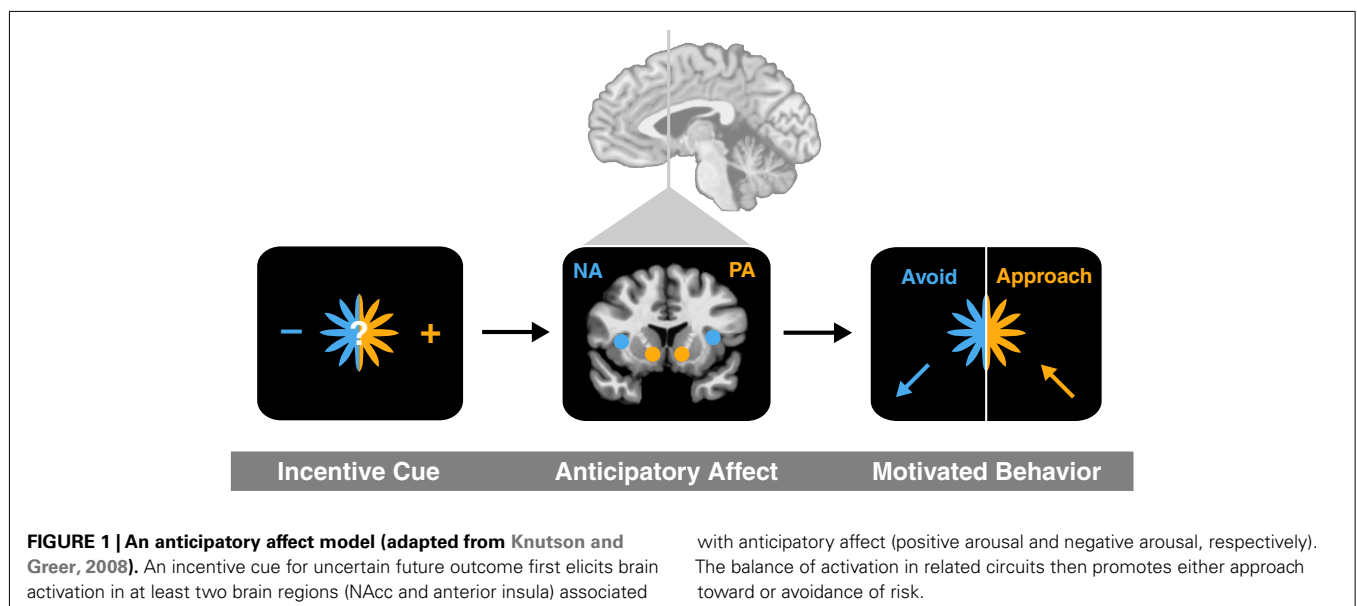 NA PA
Avoid Approach
− ? +
Incentive Cue Anticipatory Affect Motivated Behavior
FIGURE 1 | An anticipatory affect model (adapted from Knutson and
Greer, 2008). An incentive cue for uncertain future outcome first elicits brain
activation in at least two brain regions (NAcc and anterior insula) associated
with anticipatory affect (positive arousal and negative arousal, respectively).
The balance of activation in related circuits then promotes either approach
toward or avoidance of risk.